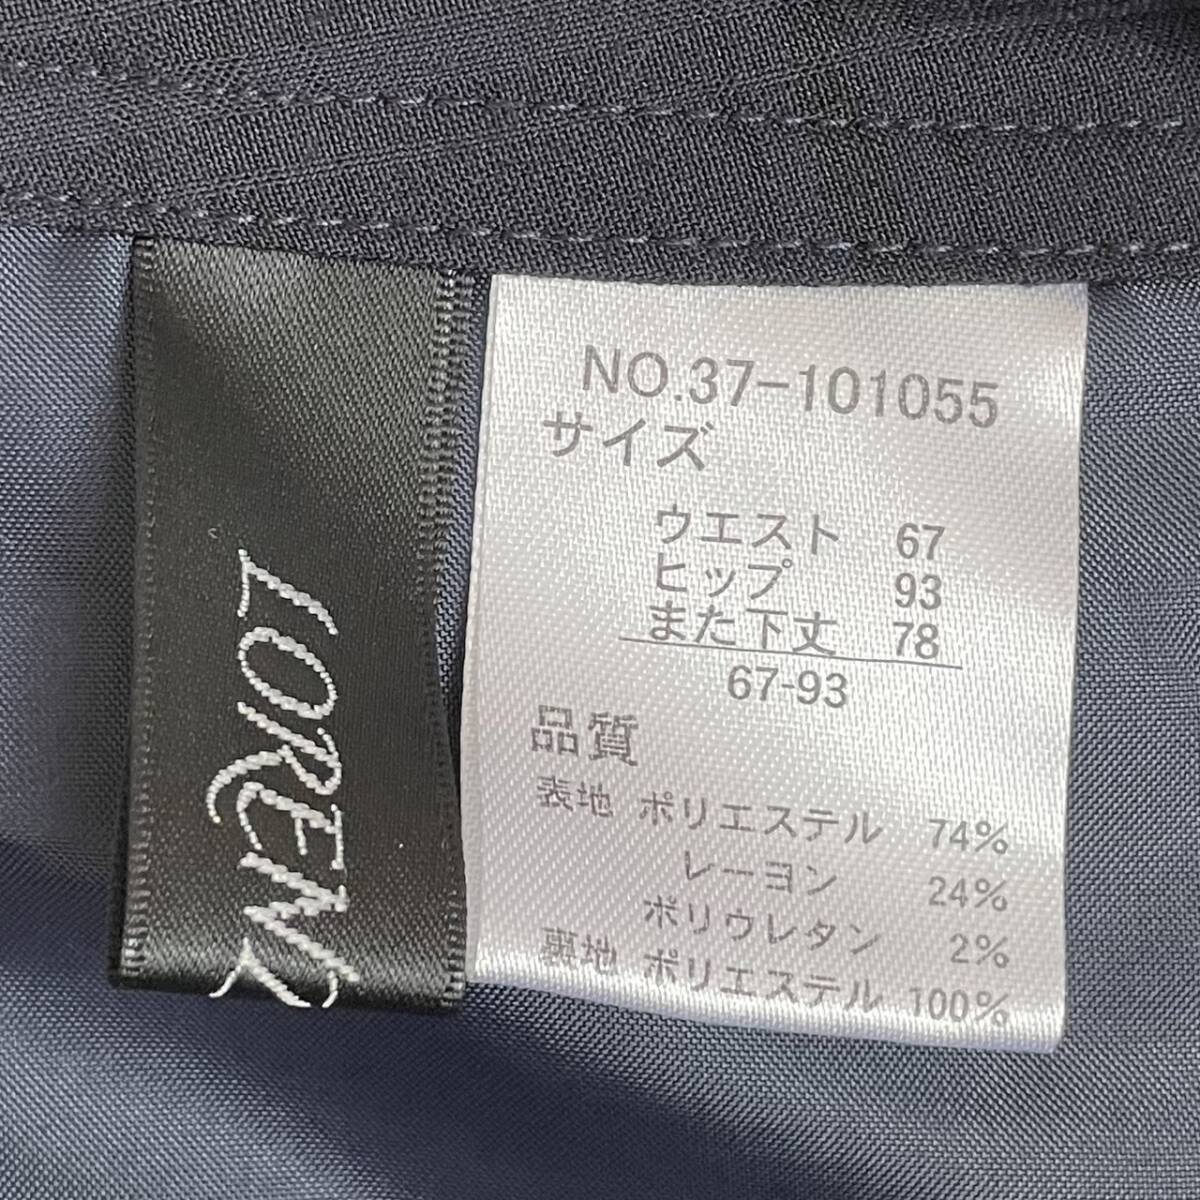 LOREN
NO.37-101055
サイズ
ウエスト 67
ヒップ 93
また下丈 78
67-93
品質
表地 ポリエステル 74%
レーヨン 24%
ポリウレタン 2%
裏地 ポリエステル 100%